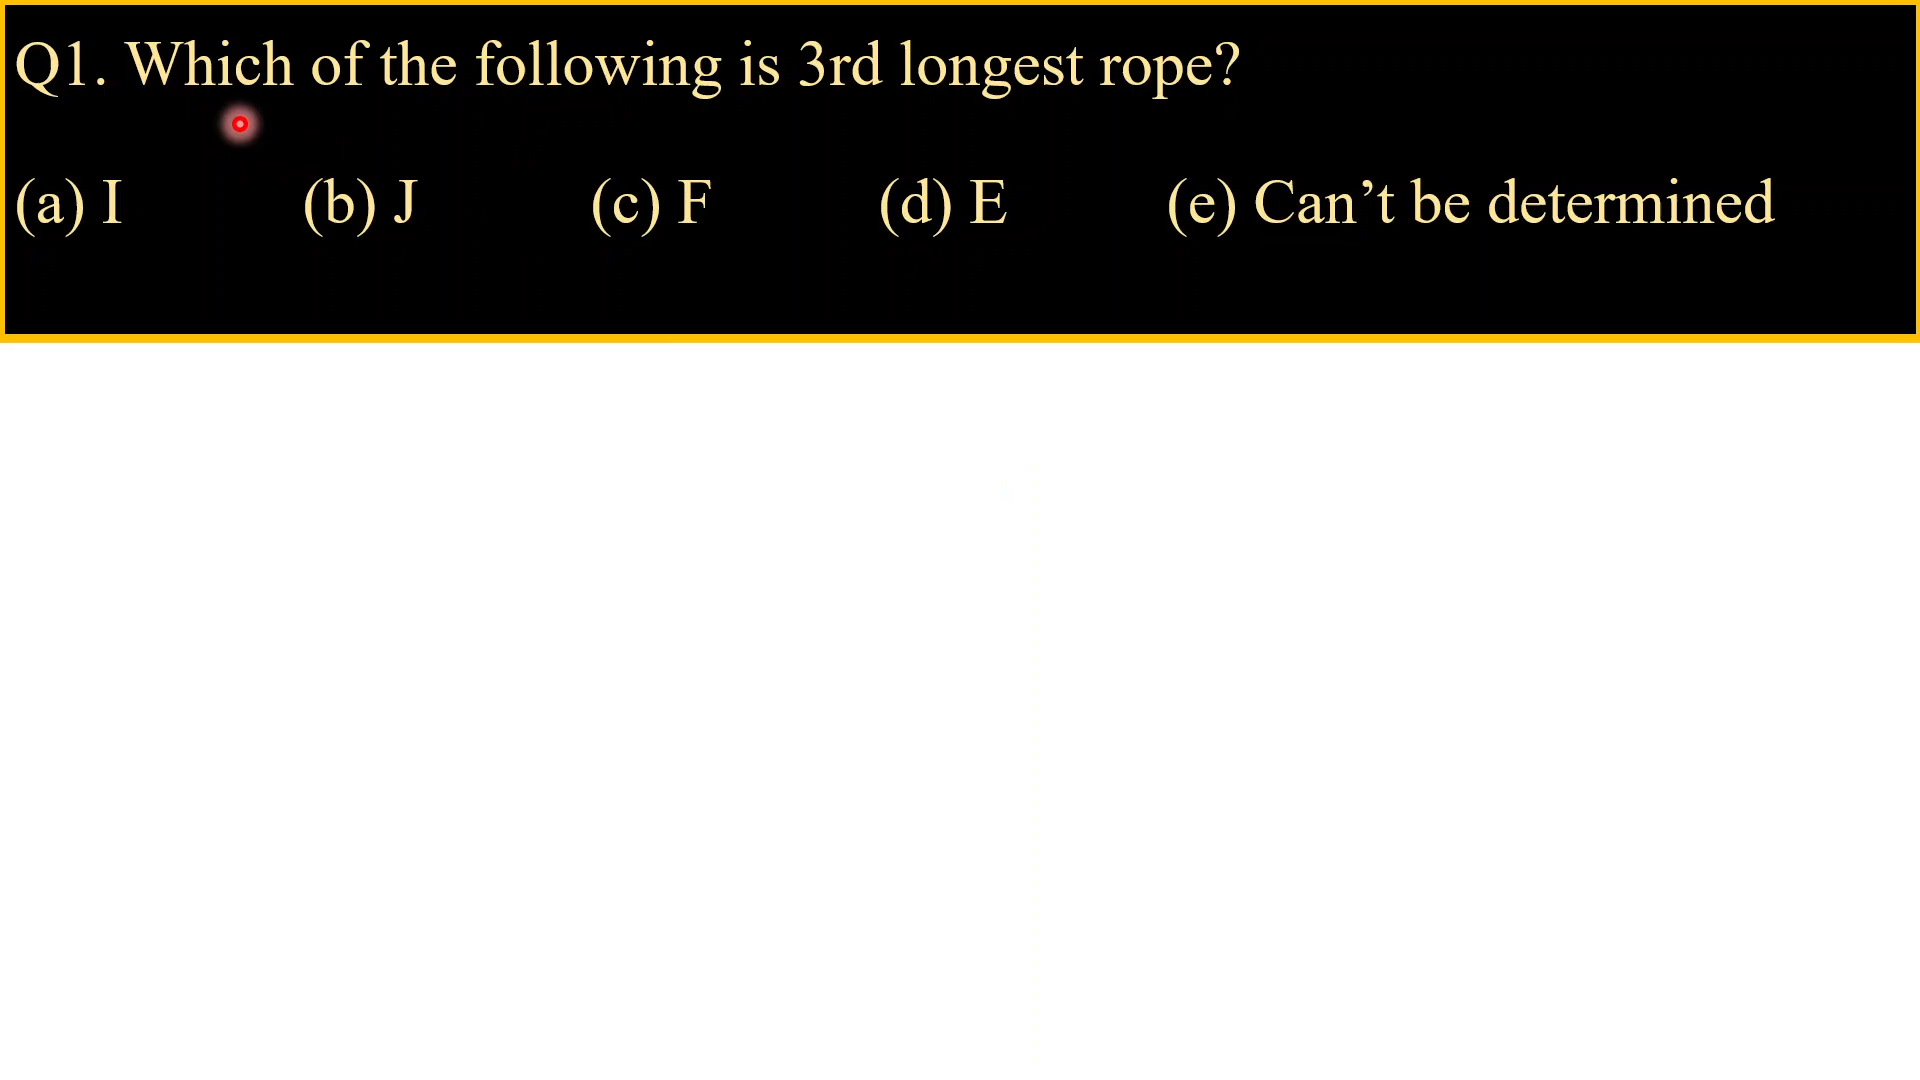 Q1. Which of the following is 3rd longest rope?
(a) I (b) J (c) F (d) E (e) Can’t be determined